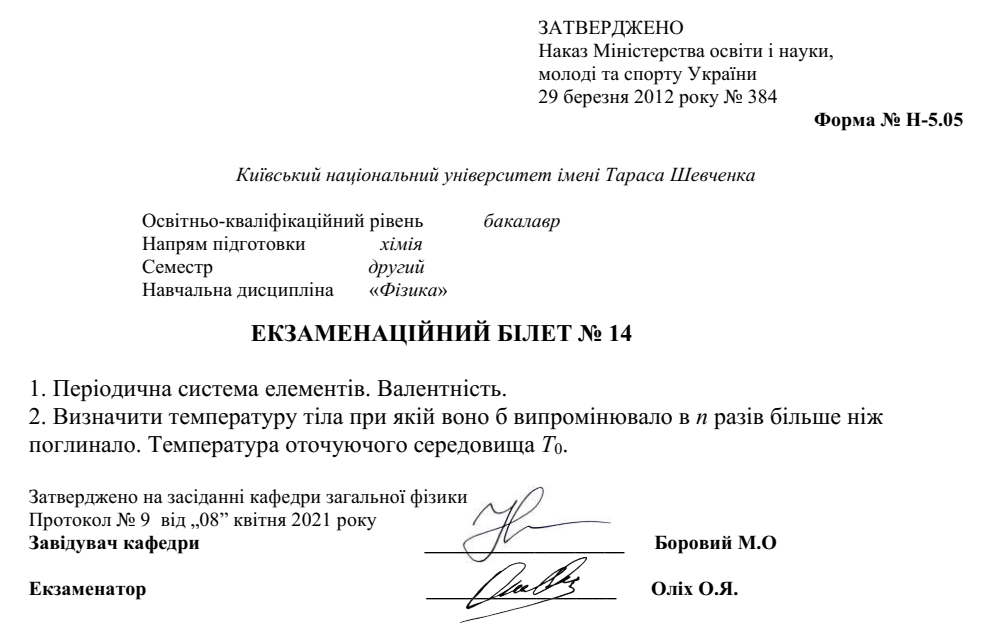 ЗАТВЕРДЖЕНО
Наказ Міністерства освіти і науки,
молоді та спорту України
29 березня 2012 року № 384
Форма № Н-5.05
Київський національний університет імені Тараса Шевченка
Освітньо-кваліфікаційний рівень бакалавр
Напрям підготовки хімія
Семестр другий
Навчальна дисципліна «Фізика»
ЕКЗАМЕНАЦІЙНИЙ БІЛЕТ № 14
1. Періодична система елементів. Валентність.
2. Визначити температуру тіла при якій воно б випромінювало в n разів більше ніж
поглинало. Температура оточуючого середовища T₀.
Затверджено на засіданні кафедри загальної фізики
Протокол № 9 від „08” квітня 2021 року
Завідувач кафедри ____________________ Боровий М.О
Екзаменатор ____________________ Оліх О.Я.